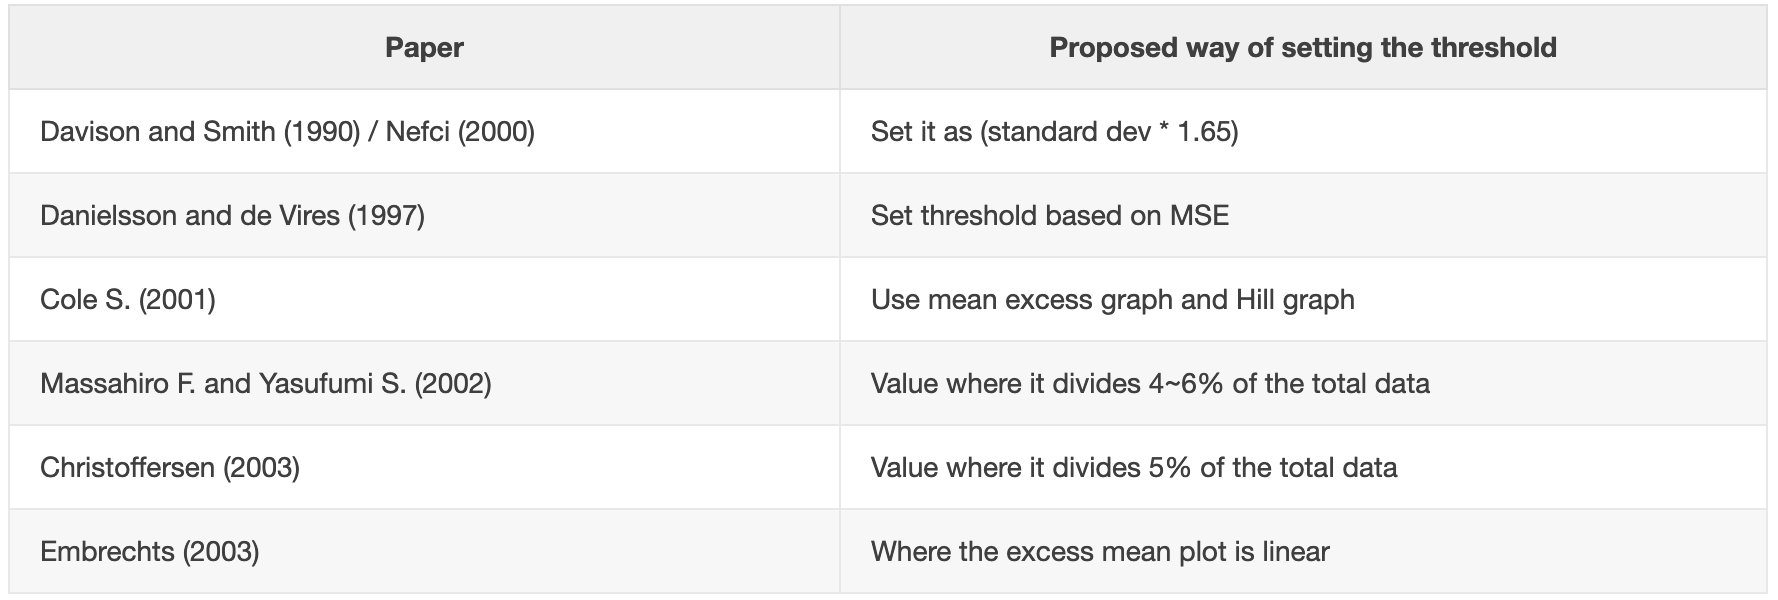 Paper
Proposed way of setting the threshold
Davison and Smith (1990) / Nefci (2000)
Set it as (standard dev * 1.65)
Danielsson and de Vires (1997)
Set threshold based on MSE
Cole S. (2001)
Use mean excess graph and Hill graph
Massahiro F. and Yasufumi S. (2002)
Value where it divides 4~6% of the total data
Christoffersen (2003)
Value where it divides 5% of the total data
Embrechts (2003)
Where the excess mean plot is linear